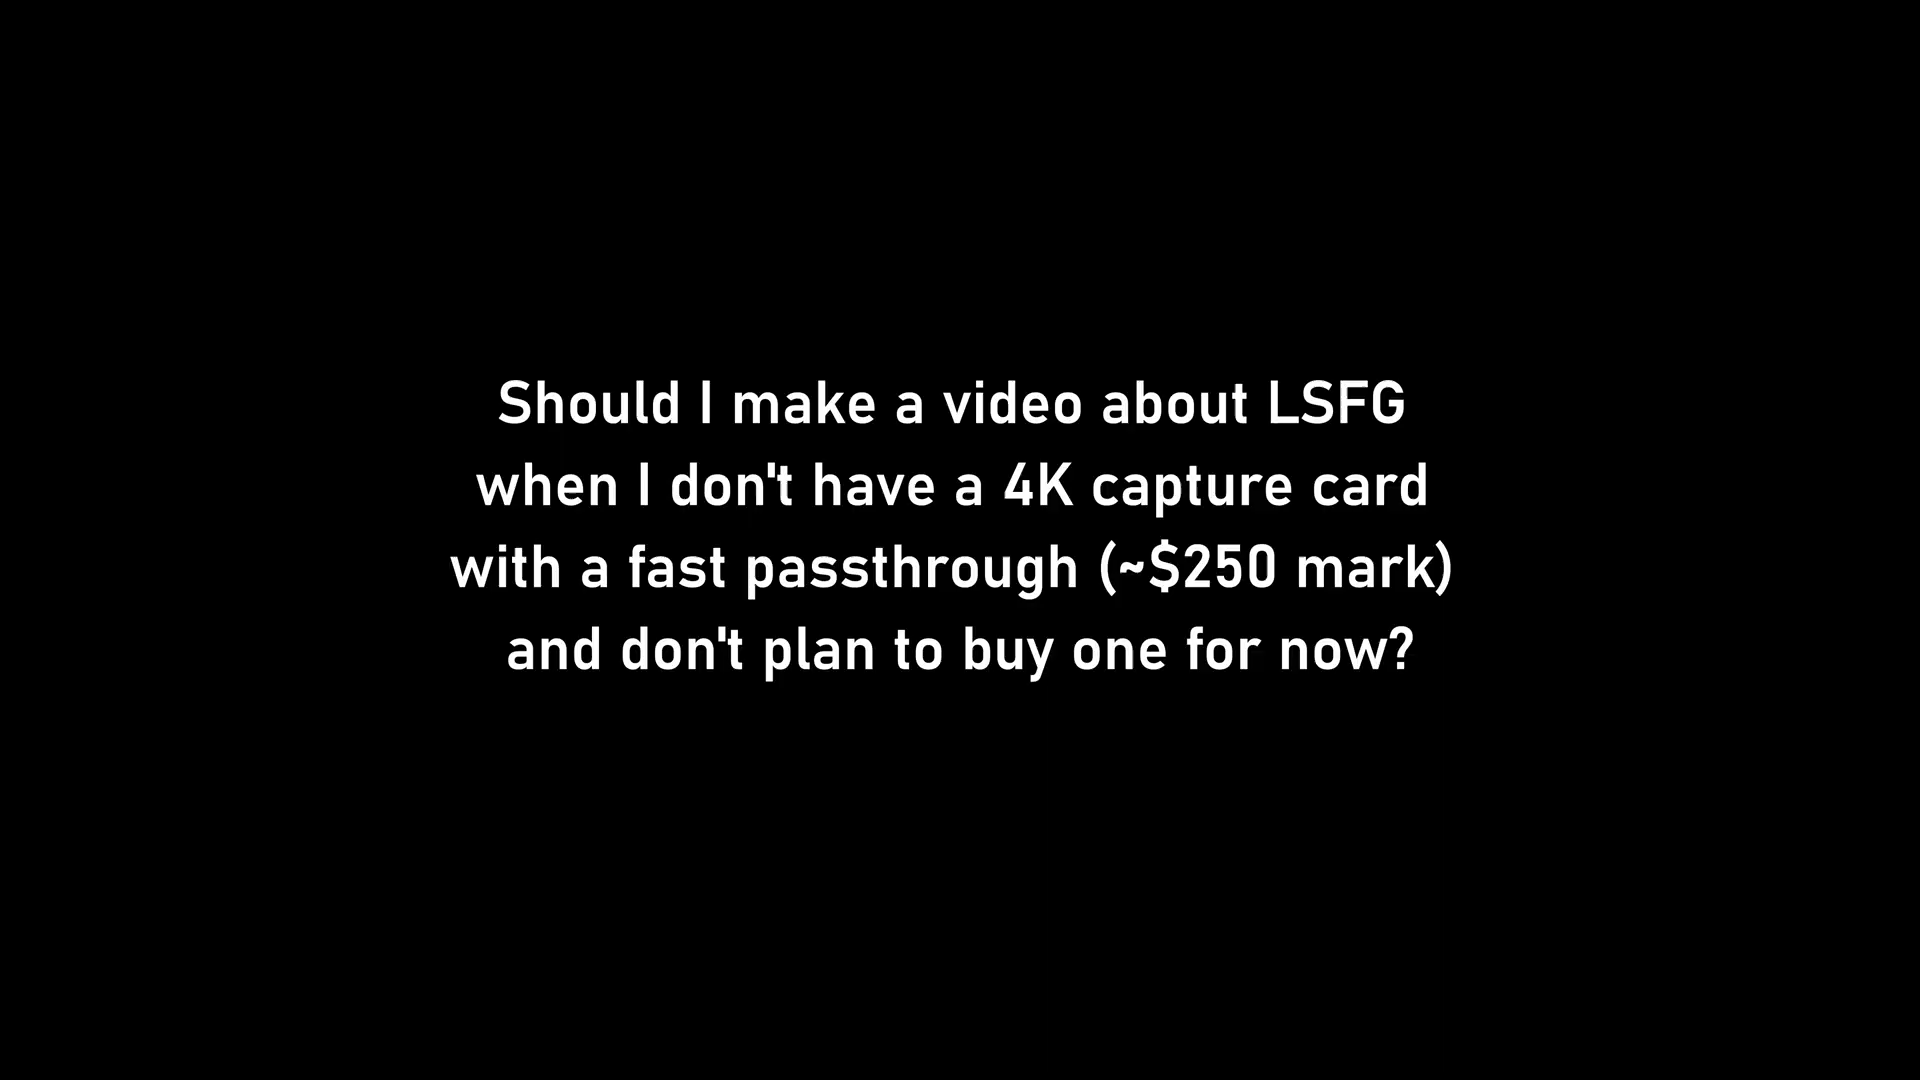 Should I make a video about LSFG
when I don't have a 4K capture card
with a fast passthrough (~$250 mark)
and don't plan to buy one for now?